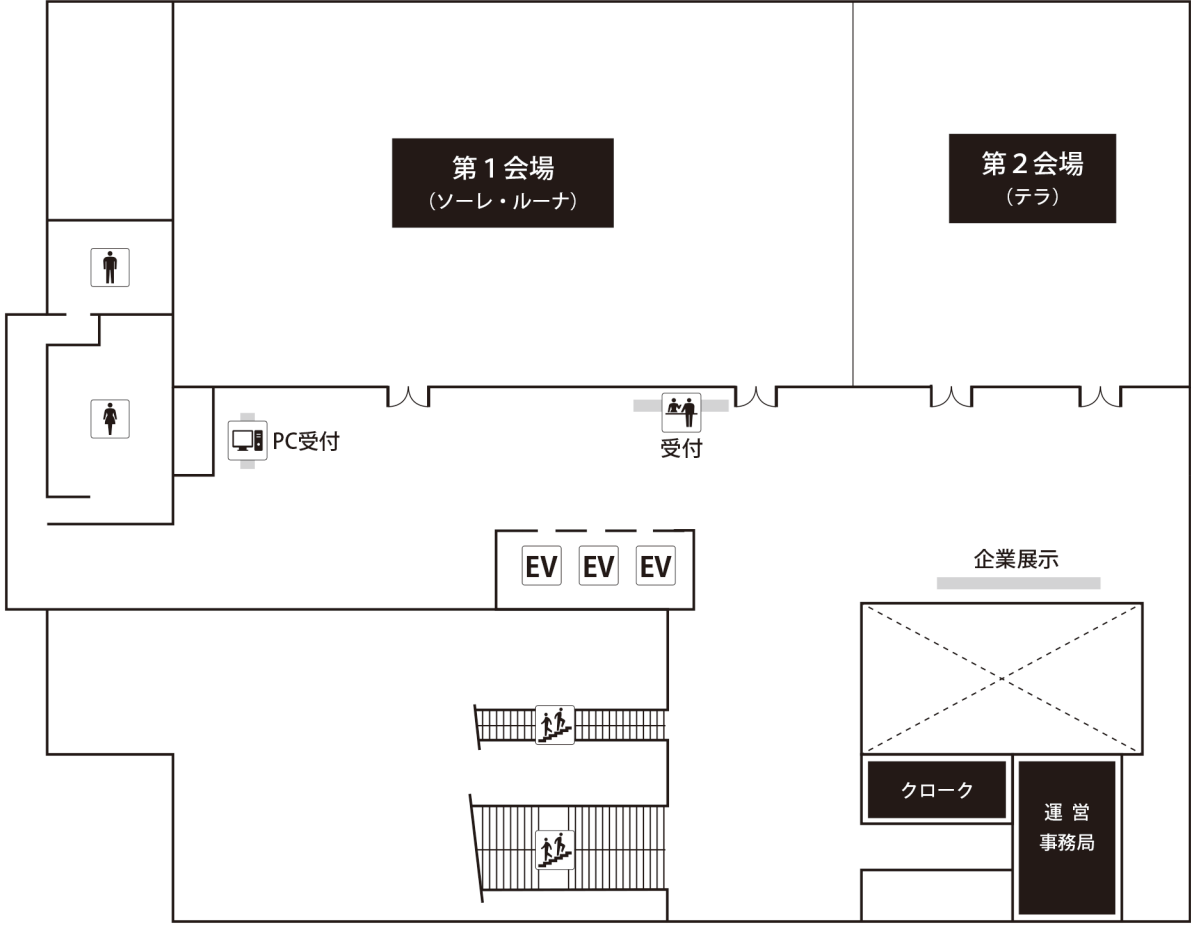 第１会場
（ソーレ・ルーナ）
第２会場
（テラ）
PC受付
受付
EV
EV
EV
企業展示
クローク
運 営
事務局